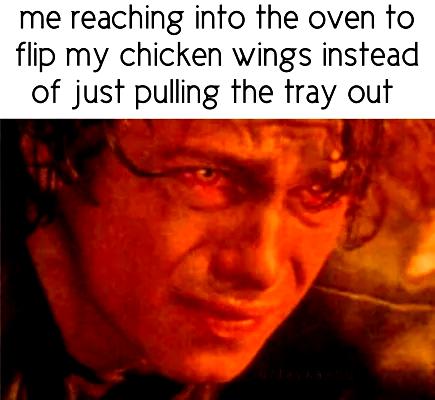 me reaching into the oven to
flip my chicken wings instead
of just pulling the tray out